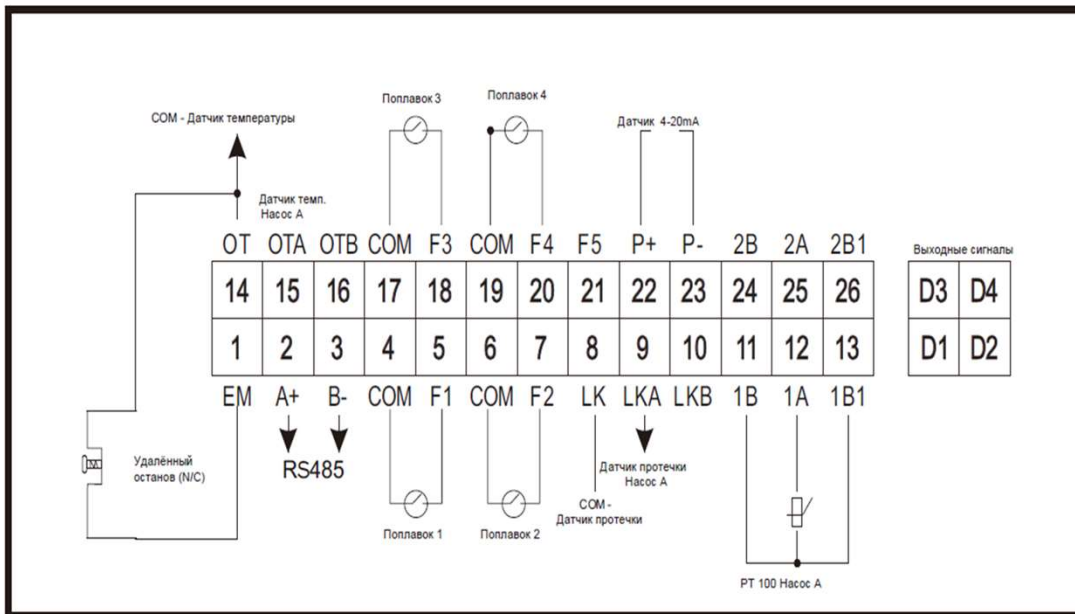 Поплавок 3
Поплавок 4
COM - Датчик температуры
Датчик 4-20mA
Датчик темп.
Насос А
OT OTA OTB COM F3 COM F4 F5 P+ P- 2B 2A 2B1
Выходные сигналы
14 15 16 17 18 19 20 21 22 23 24 25 26
D3 D4
1 2 3 4 5 6 7 8 9 10 11 12 13
D1 D2
EM A+ B- COM F1 COM F2 LK LKA LKB 1B 1A 1B1
Удалённый
останов (N/C)
RS485
Датчик протечки
Насос А
COM -
Датчик протечки
Поплавок 1
Поплавок 2
PT 100 Насос А